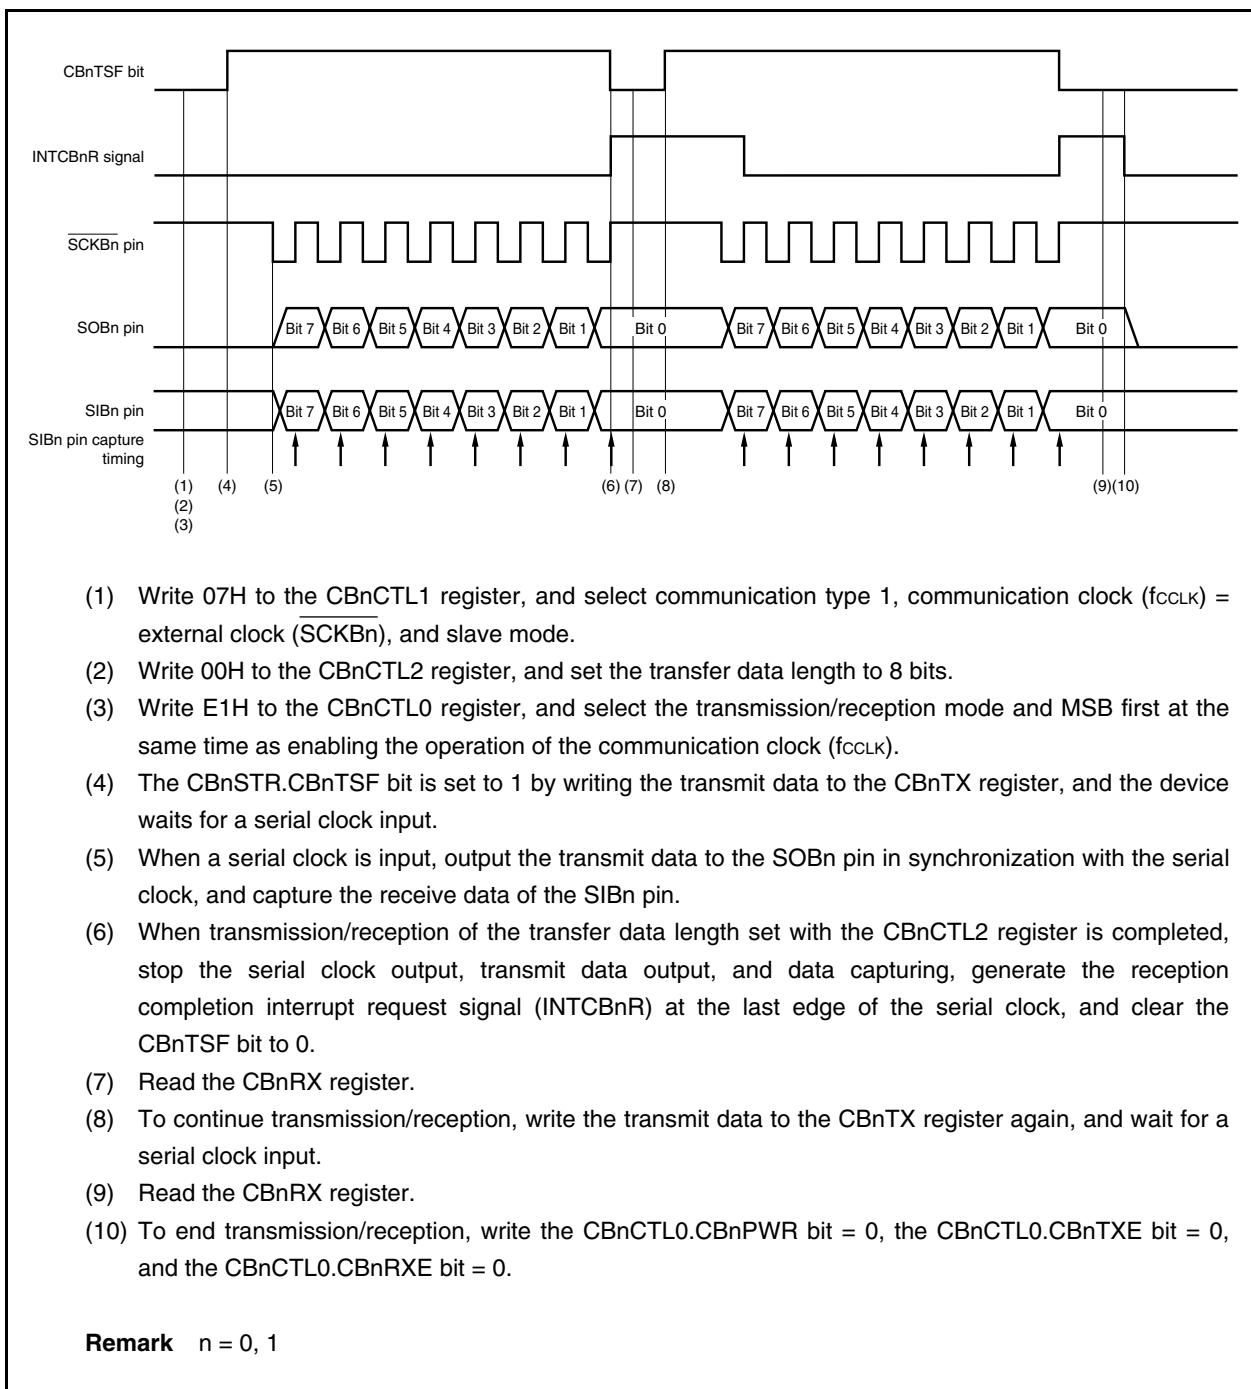 CBnTSF bit
INTCBnR signal
SCKBn pin
SOBn pin
Bit 7 Bit 6 Bit 5 Bit 4 Bit 3 Bit 2 Bit 1 Bit 0 Bit 7 Bit 6 Bit 5 Bit 4 Bit 3 Bit 2 Bit 1 Bit 0
SIBn pin
Bit 7 Bit 6 Bit 5 Bit 4 Bit 3 Bit 2 Bit 1 Bit 0 Bit 7 Bit 6 Bit 5 Bit 4 Bit 3 Bit 2 Bit 1 Bit 0
SIBn pin capture
timing
(1) (4) (5) (6) (7) (8) (9) (10)
(2)
(3)
(1) Write 07H to the CBnCTL1 register, and select communication type 1, communication clock (fCCLK) =
external clock (SCKBn), and slave mode.
(2) Write 00H to the CBnCTL2 register, and set the transfer data length to 8 bits.
(3) Write E1H to the CBnCTL0 register, and select the transmission/reception mode and MSB first at the
same time as enabling the operation of the communication clock (fCCLK).
(4) The CBnSTR.CBnTSF bit is set to 1 by writing the transmit data to the CBnTX register, and the device
waits for a serial clock input.
(5) When a serial clock is input, output the transmit data to the SOBn pin in synchronization with the serial
clock, and capture the receive data of the SIBn pin.
(6) When transmission/reception of the transfer data length set with the CBnCTL2 register is completed,
stop the serial clock output, transmit data output, and data capturing, generate the reception
completion interrupt request signal (INTCBnR) at the last edge of the serial clock, and clear the
CBnTSF bit to 0.
(7) Read the CBnRX register.
(8) To continue transmission/reception, write the transmit data to the CBnTX register again, and wait for a
serial clock input.
(9) Read the CBnRX register.
(10) To end transmission/reception, write the CBnCTL0.CBnPWR bit = 0, the CBnCTL0.CBnTXE bit = 0,
and the CBnCTL0.CBnRXE bit = 0.
Remark n = 0, 1